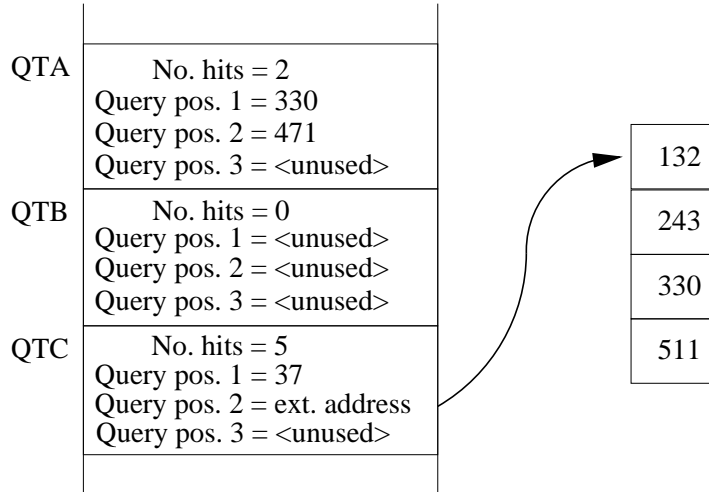 QTA
No. hits = 2
Query pos. 1 = 330
Query pos. 2 = 471
Query pos. 3 = <unused>
QTB
No. hits = 0
Query pos. 1 = <unused>
Query pos. 2 = <unused>
Query pos. 3 = <unused>
QTC
No. hits = 5
Query pos. 1 = 37
Query pos. 2 = ext. address
Query pos. 3 = <unused>
132
243
330
511